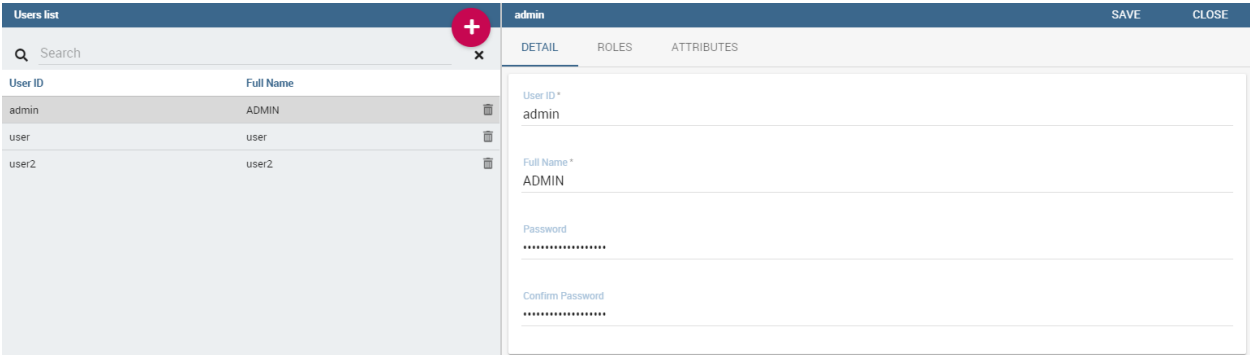 Users list
+
Search
×
User ID Full Name
admin ADMIN
user user
user2 user2
admin SAVE CLOSE
DETAIL ROLES ATTRIBUTES
User ID *
admin
Full Name *
ADMIN
Password
•••••••••••••••••••
Confirm Password
•••••••••••••••••••